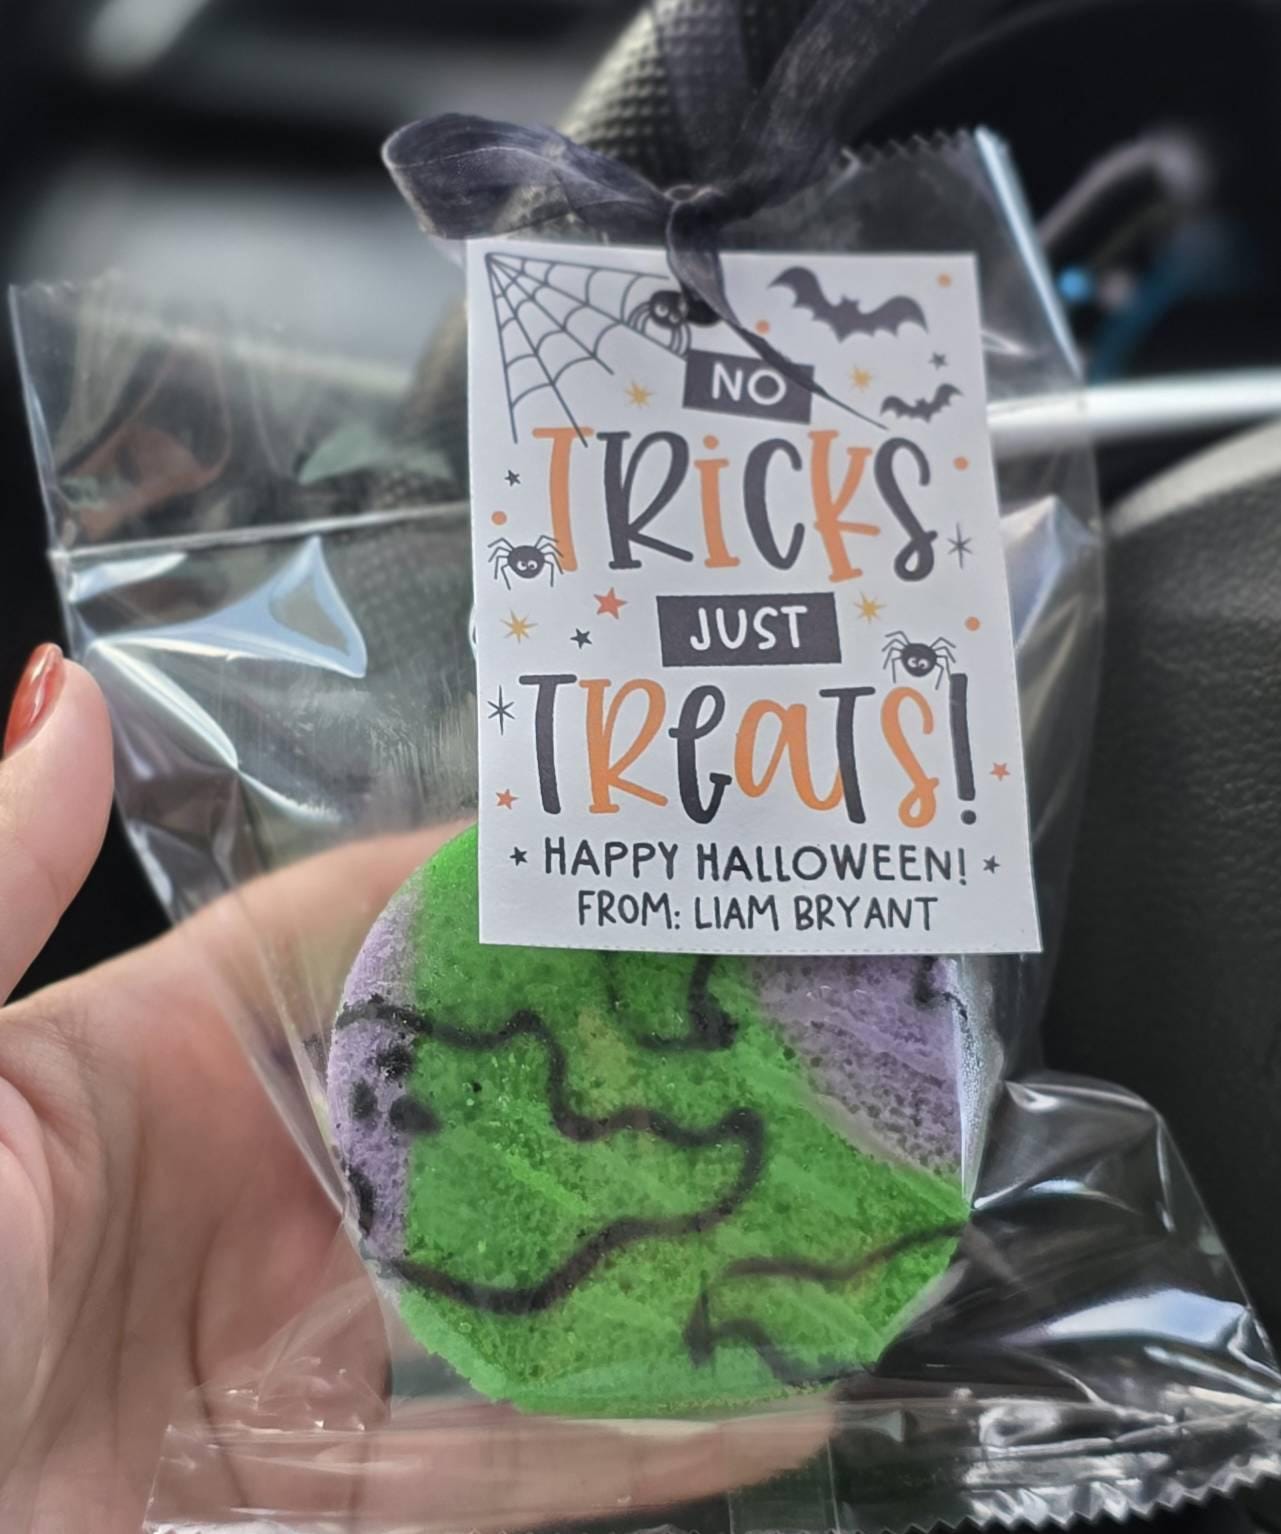 NO
TRiCKS
JUST
TReaTS!
HAPPY HALLOWEEN!
FROM: LIAM BRYANT